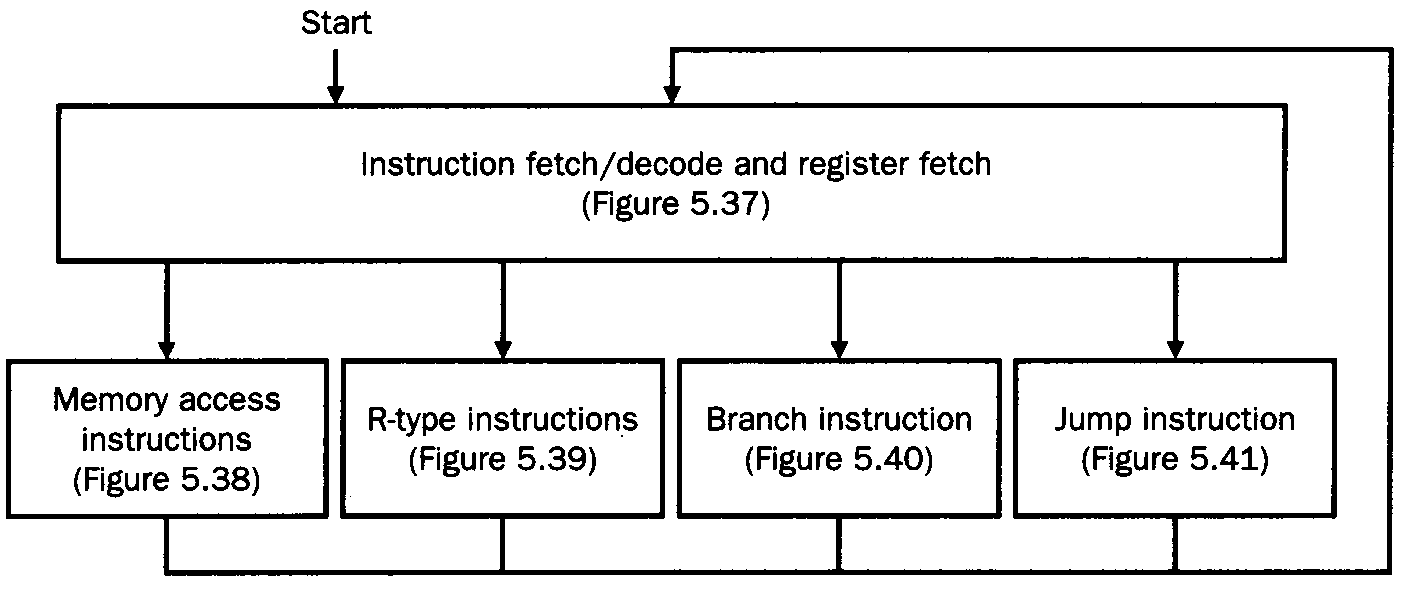 Start
Instruction fetch/decode and register fetch
(Figure 5.37)
Memory access
instructions
(Figure 5.38)
R-type instructions
(Figure 5.39)
Branch instruction
(Figure 5.40)
Jump instruction
(Figure 5.41)